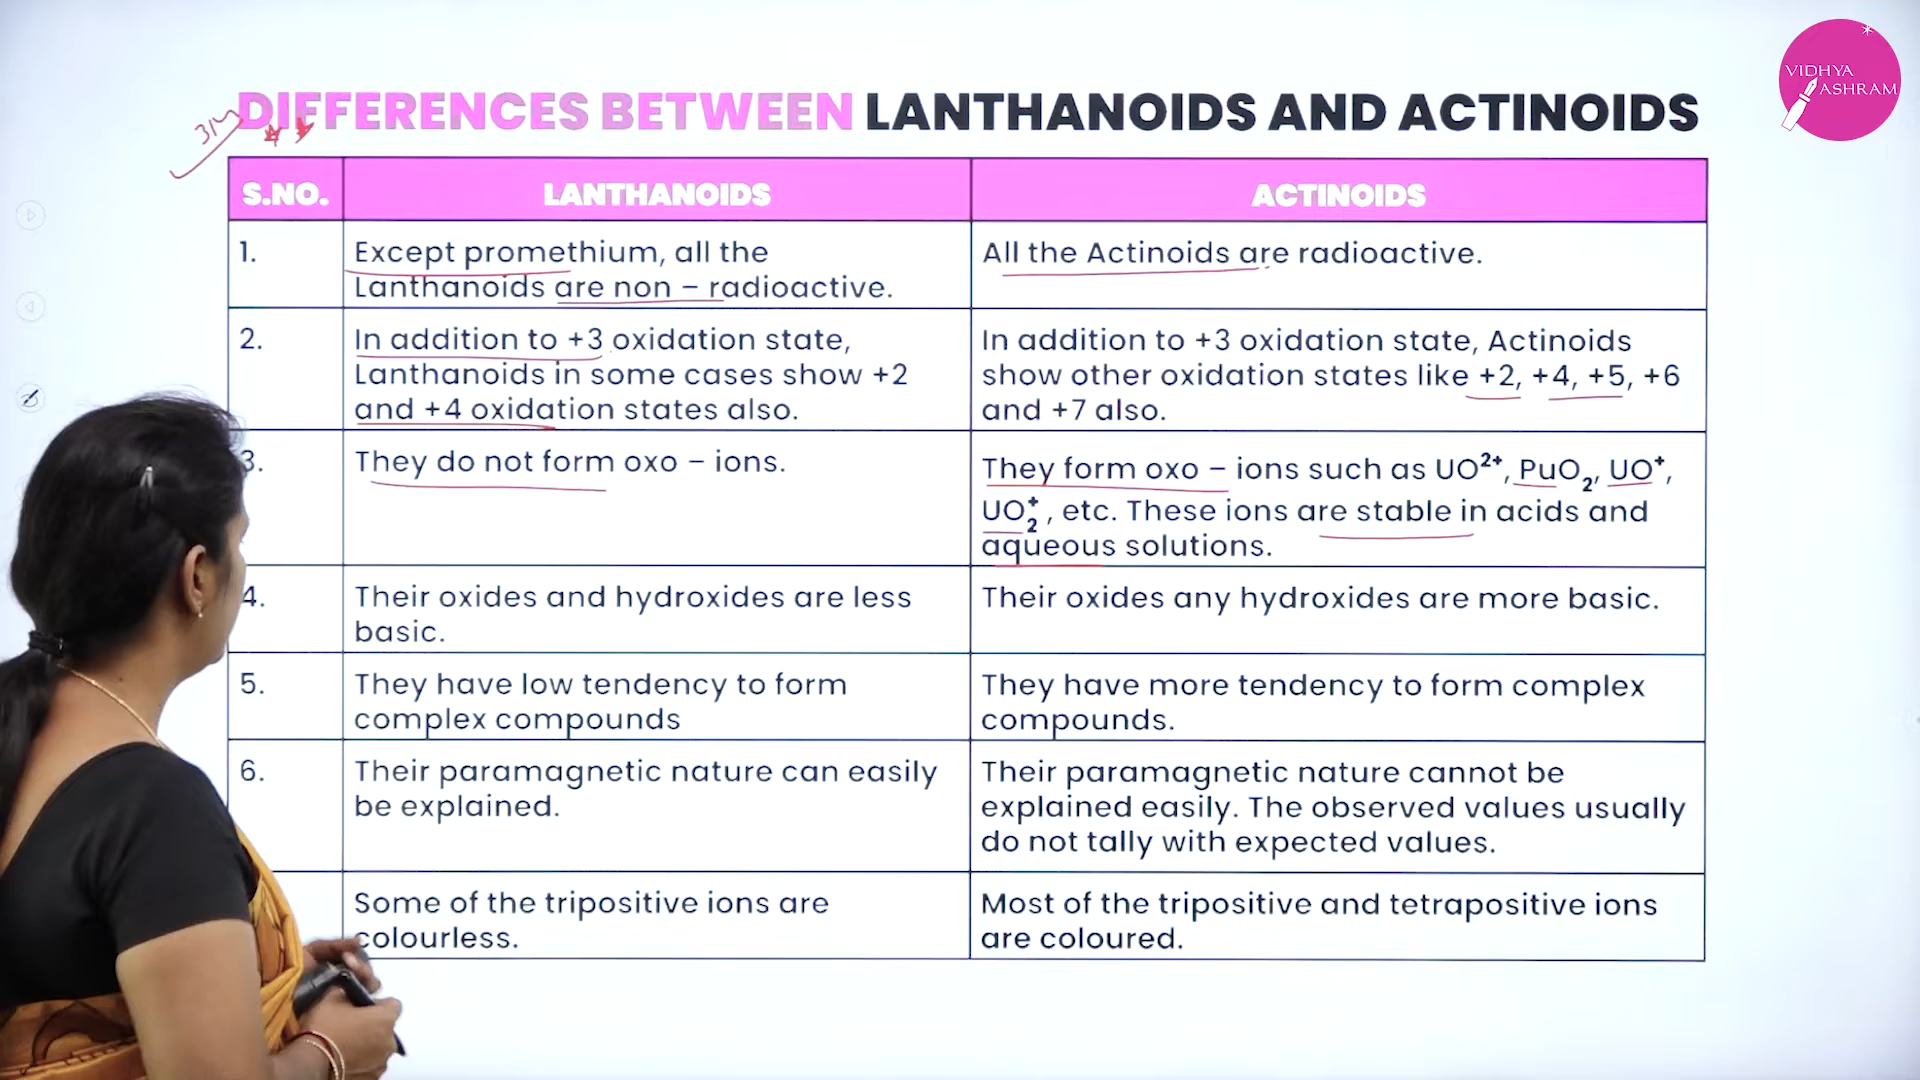 VIDHYA
ASHRAM
DIFFERENCES BETWEEN LANTHANOIDS AND ACTINOIDS
S.NO.
LANTHANOIDS
ACTINOIDS
1.
Except promethium, all the
Lanthanoids are non – radioactive.
All the Actinoids are radioactive.
2.
In addition to +3 oxidation state,
Lanthanoids in some cases show +2
and +4 oxidation states also.
In addition to +3 oxidation state, Actinoids
show other oxidation states like +2, +4, +5, +6
and +7 also.
3.
They do not form oxo – ions.
They form oxo – ions such as UO²⁺, PuO₂, UO⁺,
UO₂⁺, etc. These ions are stable in acids and
aqueous solutions.
4.
Their oxides and hydroxides are less
basic.
Their oxides any hydroxides are more basic.
5.
They have low tendency to form
complex compounds
They have more tendency to form complex
compounds.
6.
Their paramagnetic nature can easily
be explained.
Their paramagnetic nature cannot be
explained easily. The observed values usually
do not tally with expected values.
Some of the tripositive ions are
colourless.
Most of the tripositive and tetrapositive ions
are coloured.